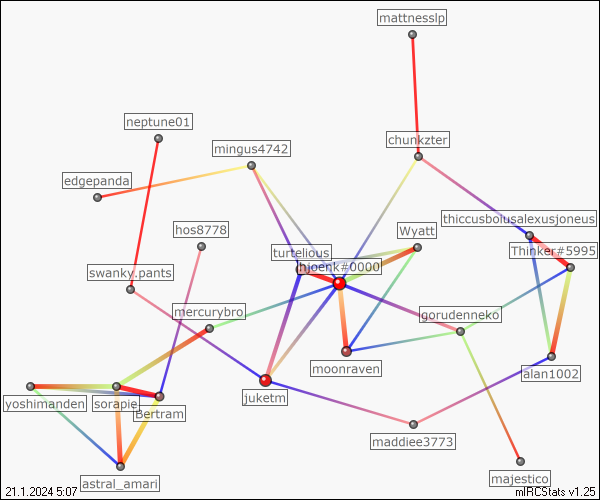 mattnesslp
neptune01
chunkzter
mingus4742
edgepanda
thiccusbolusalexusjoneus
hos8778
Wyatt
turtelious
Thinker#5995
bjoenk#0000
swanky.pants
mercurybro
gorudenneko
moonraven
alan1002
juketm
yoshimanden
sorapie
Bertram
maddiee3773
astral_amari
majestico
21.1.2024 5:07
mIRCStats v1.25